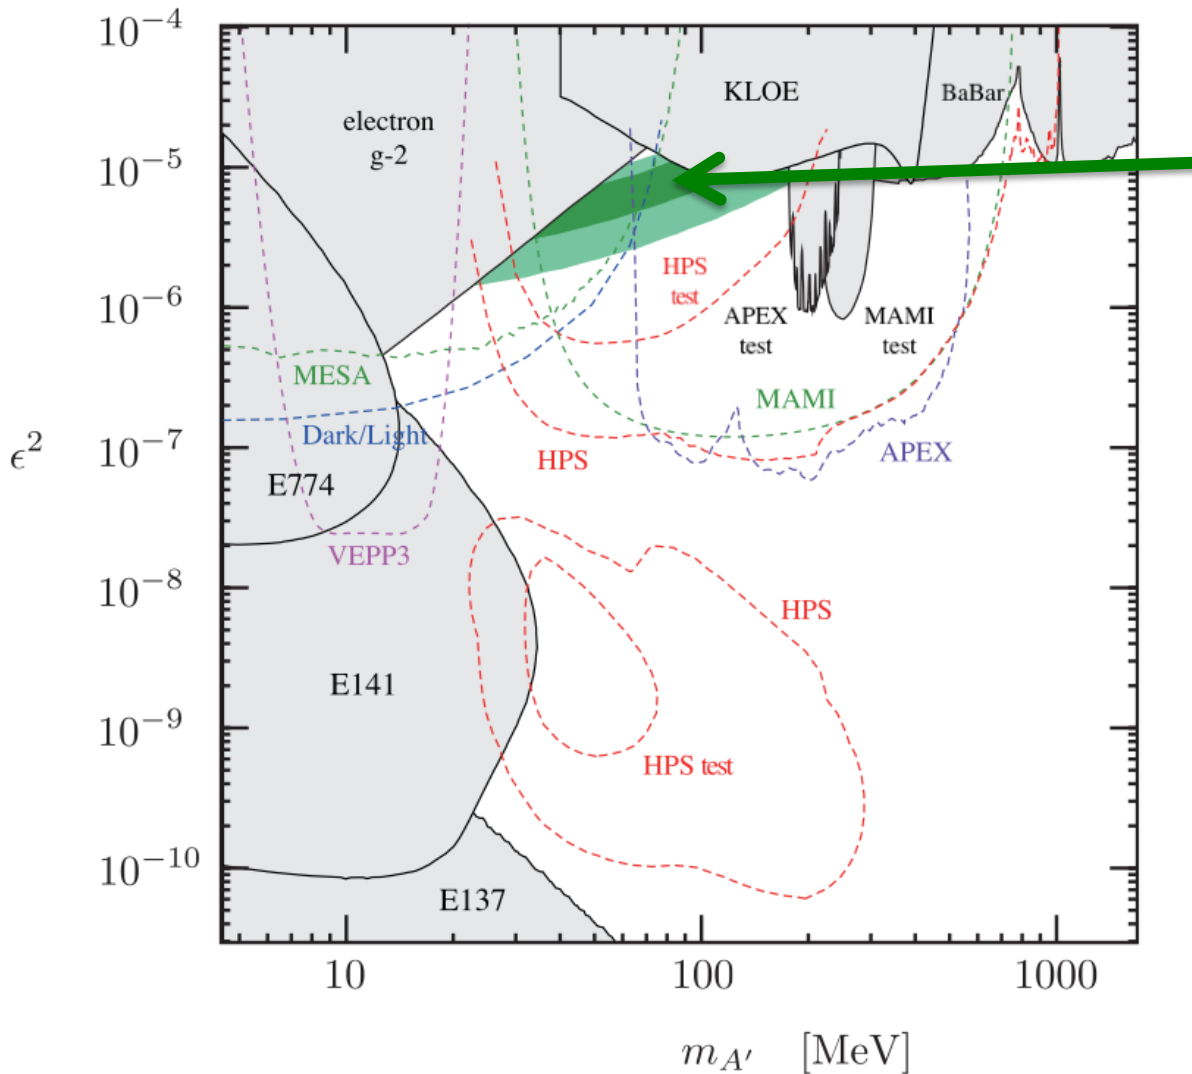 10⁻⁴
KLOE
BaBar
electron
g-2
10⁻⁵
HPS
test
10⁻⁶
APEX
test
MAMI
test
MESA
MAMI
Dark/Light
ϵ²
10⁻⁷
HPS
APEX
E774
VEPP3
10⁻⁸
HPS
E141
10⁻⁹
HPS test
10⁻¹⁰
E137
10
100
1000
m_A′ [MeV]